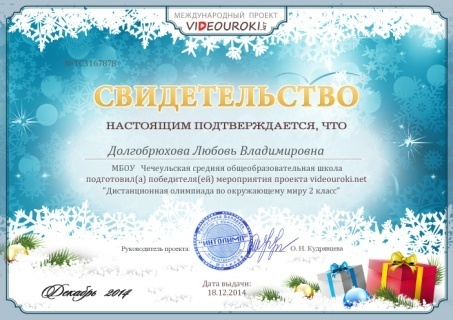 МЕЖДУНАРОДНЫЙ ПРОЕКТ
VIDEOUROKI.NET
СВИДЕТЕЛЬСТВО
НАСТОЯЩИМ ПОДТВЕРЖДАЕТСЯ, ЧТО
Долгобрюхова Любовь Владимировна
МБОУ Чечеульская средняя общеобразовательная школа
подготовил(а) победителя(ей) мероприятия проекта videouroki.net
"Дистанционная олимпиада по окружающему миру 2 класс"
Руководитель проекта:
ИНТОЛИМП
О. Н. Кудрявцева
Дата выдачи:
18.12.2014
Декабрь 2014